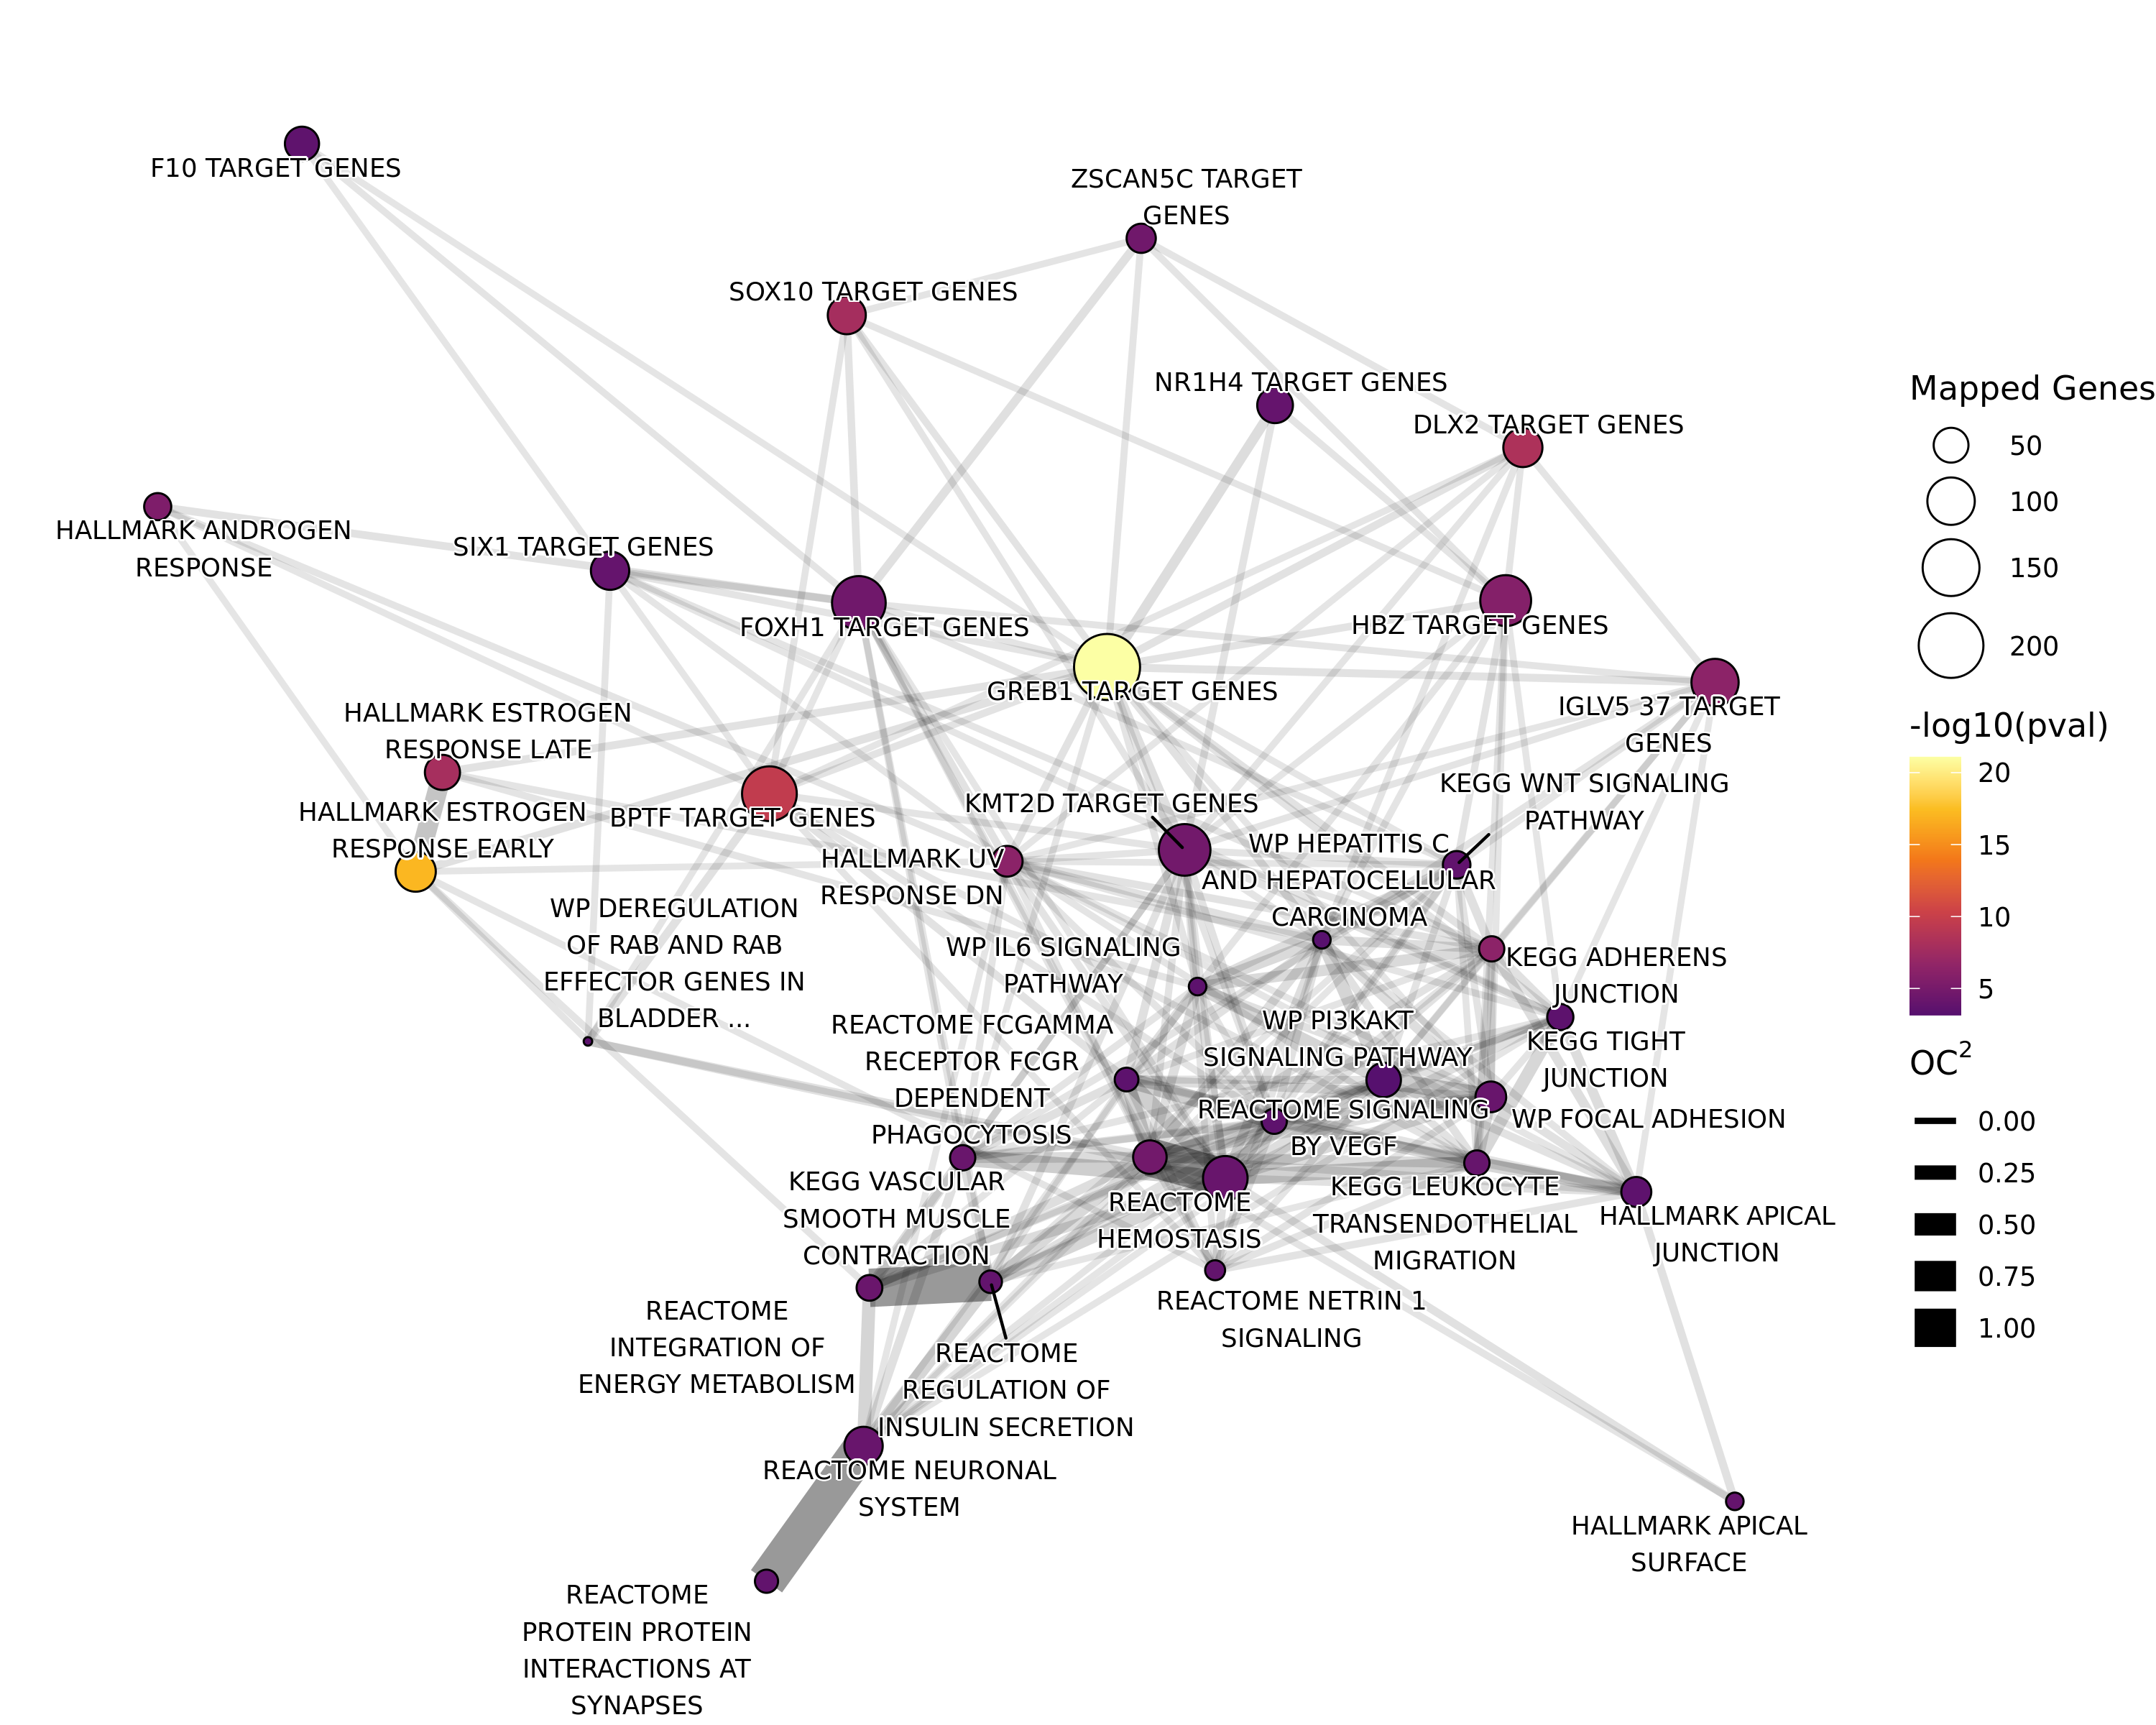 F10 TARGET GENES
ZSCAN5C TARGET
GENES
SOX10 TARGET GENES
NR1H4 TARGET GENES
DLX2 TARGET GENES
HALLMARK ANDROGEN
RESPONSE
SIX1 TARGET GENES
FOXH1 TARGET GENES
HBZ TARGET GENES
GREB1 TARGET GENES
IGLV5 37 TARGET
GENES
HALLMARK ESTROGEN
RESPONSE LATE
HALLMARK ESTROGEN
RESPONSE EARLY
BPTF TARGET GENES
KMT2D TARGET GENES
KEGG WNT SIGNALING
PATHWAY
HALLMARK UV
RESPONSE DN
WP HEPATITIS C
AND HEPATOCELLULAR
CARCINOMA
WP DEREGULATION
OF RAB AND RAB
EFFECTOR GENES IN
BLADDER ...
WP IL6 SIGNALING
PATHWAY
KEGG ADHERENS
JUNCTION
REACTOME FCGAMMA
RECEPTOR FCGR
DEPENDENT
PHAGOCYTOSIS
WP PI3KAKT
SIGNALING PATHWAY
KEGG TIGHT
JUNCTION
REACTOME SIGNALING
BY VEGF
WP FOCAL ADHESION
KEGG VASCULAR
SMOOTH MUSCLE
CONTRACTION
REACTOME
HEMOSTASIS
KEGG LEUKOCYTE
TRANSENDOTHELIAL
MIGRATION
HALLMARK APICAL
JUNCTION
REACTOME
INTEGRATION OF
ENERGY METABOLISM
REACTOME
REGULATION OF
INSULIN SECRETION
REACTOME NETRIN 1
SIGNALING
REACTOME NEURONAL
SYSTEM
HALLMARK APICAL
SURFACE
REACTOME
PROTEIN PROTEIN
INTERACTIONS AT
SYNAPSES
Mapped Genes
50
100
150
200
-log10(pval)
20
15
10
5
OC²
0.00
0.25
0.50
0.75
1.00